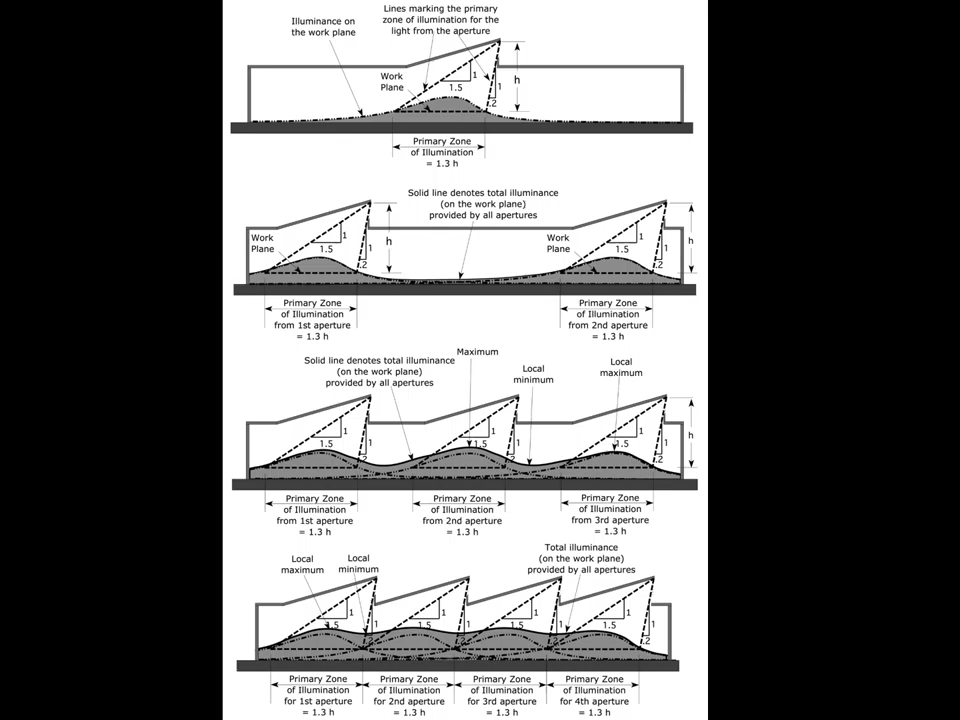 Illuminance on
the work plane
Lines marking the primary
zone of illumination for the
light from the aperture
Work
Plane
1
1.5
1
.2
h
Primary Zone
of Illumination
= 1.3 h
Solid line denotes total illuminance
(on the work plane)
provided by all apertures
Work
Plane
1
1.5
1
.2
h
Work
Plane
1
1.5
1
.2
h
Primary Zone
of Illumination
from 1st aperture
= 1.3 h
Primary Zone
of Illumination
from 2nd aperture
= 1.3 h
Solid line denotes total illuminance
(on the work plane)
provided by all apertures
Maximum
Local
minimum
Local
maximum
1
1.5
1
.2
1
1.5
1
.2
1
1.5
1
.2
h
Primary Zone
of Illumination
from 1st aperture
= 1.3 h
Primary Zone
of Illumination
from 2nd aperture
= 1.3 h
Primary Zone
of Illumination
from 3rd aperture
= 1.3 h
Local
maximum
Local
minimum
Total illuminance
(on the work plane)
provided by all apertures
1
1.5
1
.2
1
1.5
1
.2
1
1.5
1
.2
1
1.5
1
.2
Primary Zone
of Illumination
for 1st aperture
= 1.3 h
Primary Zone
of Illumination
for 2nd aperture
= 1.3 h
Primary Zone
of Illumination
for 3rd aperture
= 1.3 h
Primary Zone
of Illumination
for 4th aperture
= 1.3 h